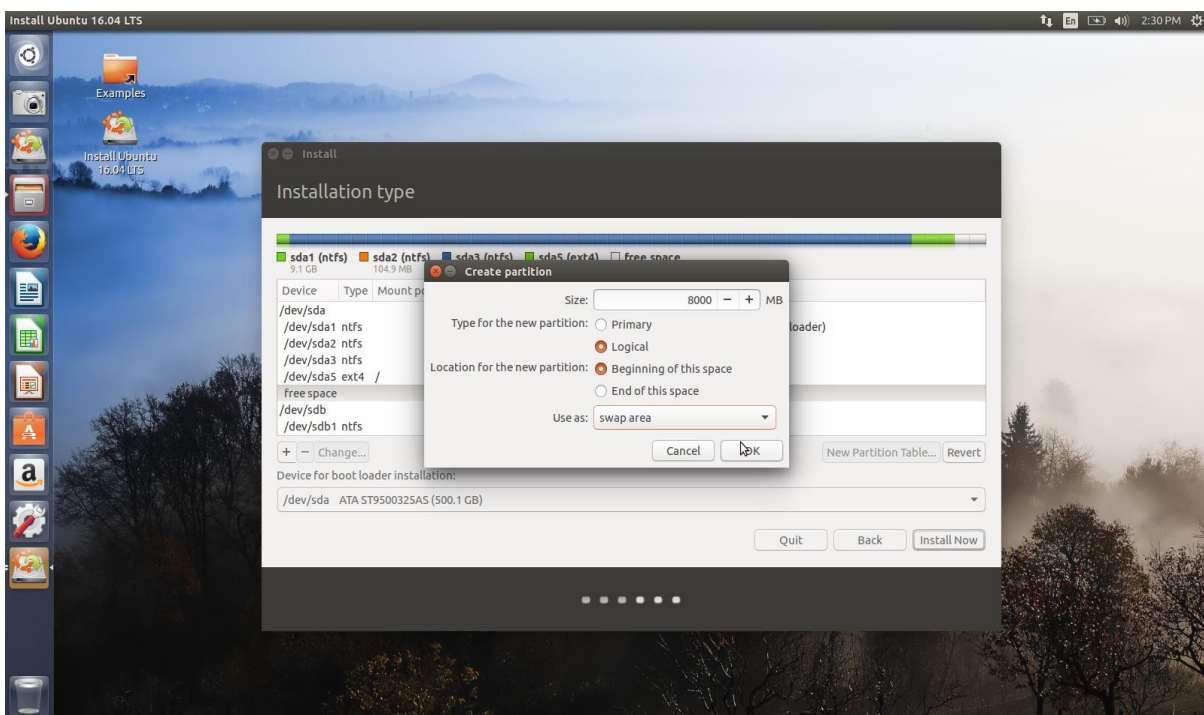 Install Ubuntu 16.04 LTS
En
2:30 PM
Examples
Install Ubuntu
16.04 LTS
Install
Installation type
sda1 (ntfs) sda2 (ntfs) sda3 (ntfs) sda5 (ext4) free space
9.1 GB 104.9 MB
Create partition
Device Type Mount po
Size: 8000 − + MB
/dev/sda
Type for the new partition: Primary
/dev/sda1 ntfs loader)
/dev/sda2 ntfs
Logical
/dev/sda3 ntfs
Location for the new partition: Beginning of this space
/dev/sda5 ext4 /
End of this space
free space
/dev/sdb
Use as: swap area
/dev/sdb1 ntfs
+ − Change...
Cancel OK
New Partition Table... Revert
Device for boot loader installation:
/dev/sda ATA ST9500325AS (500.1 GB)
Quit Back Install Now